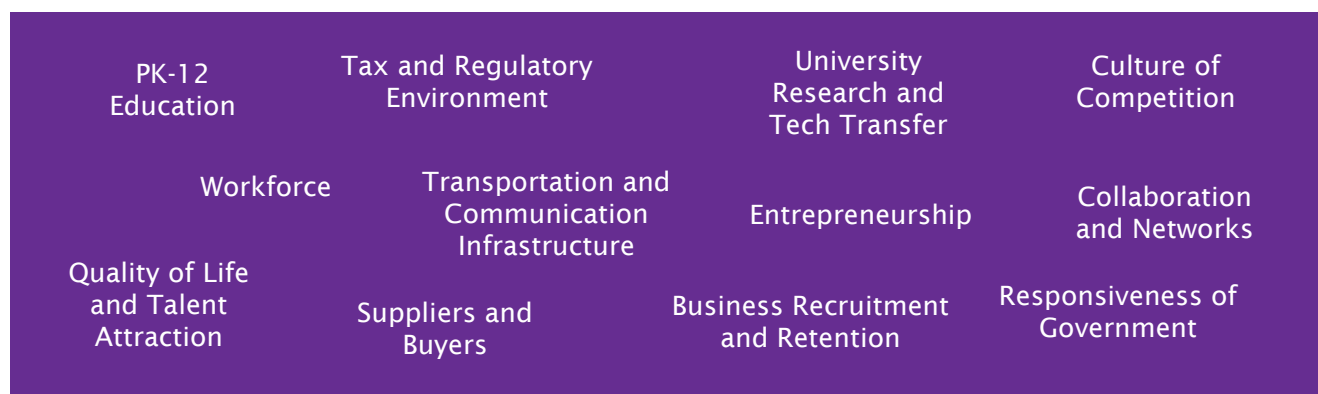 PK-12
Education
Tax and Regulatory
Environment
University
Research and
Tech Transfer
Culture of
Competition
Workforce
Transportation and
Communication
Infrastructure
Entrepreneurship
Collaboration
and Networks
Quality of Life
and Talent
Attraction
Suppliers and
Buyers
Business Recruitment
and Retention
Responsiveness of
Government